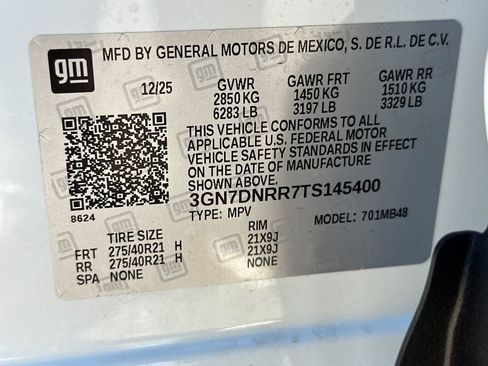 gm
MFD BY GENERAL MOTORS DE MEXICO, S. DE R.L. DE C.V.
12/25 GVWR GAWR FRT GAWR RR
2850 KG 1450 KG 1510 KG
6283 LB 3197 LB 3329 LB
THIS VEHICLE CONFORMS TO ALL
APPLICABLE U.S. FEDERAL MOTOR
VEHICLE SAFETY STANDARDS IN EFFECT
ON THE DATE OF MANUFACTURE
SHOWN ABOVE.
3GN7DNRR7TS145400
8624
TYPE: MPV MODEL: 701MB48
TIRE SIZE RIM
FRT 275/40R21 H 21X9J
RR 275/40R21 H 21X9J
SPA NONE NONE